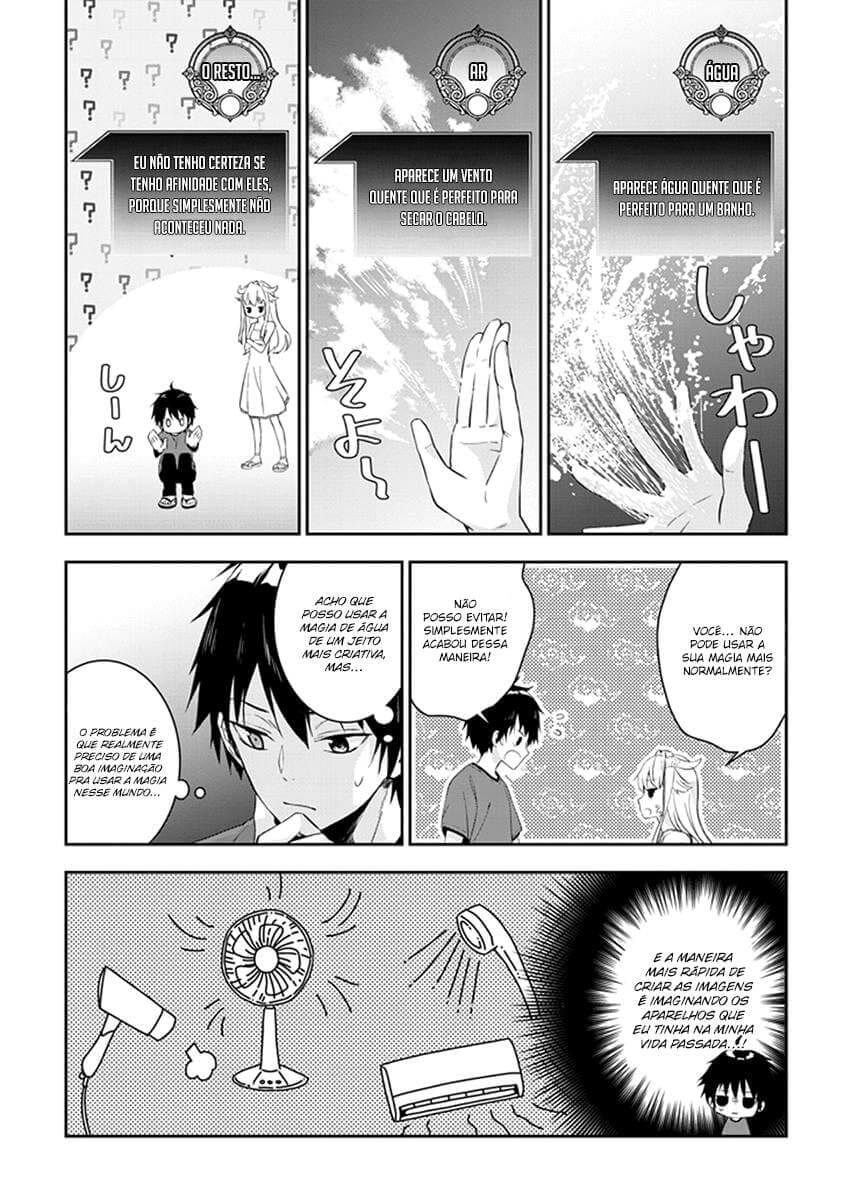 ÁGUA
APARECE ÁGUA QUENTE QUE É
PERFEITO PARA UM BANHO.
しゃわー
AR
APARECE UM VENTO
QUENTE QUE É PERFEITO PARA
SECAR O CABELO.
そよ～
O RESTO...
EU NÃO TENHO CERTEZA SE
TENHO AFINIDADE COM ELES,
PORQUE SIMPLESMENTE NÃO
ACONTECEU NADA.
しーん
VOCÊ... NÃO
PODE USAR A
SUA MAGIA MAIS
NORMALMENTE?
NÃO
POSSO EVITAR!
SIMPLESMENTE
ACABOU DESSA
MANEIRA!
ACHO QUE
POSSO USAR A
MAGIA DE ÁGUA
DE UM JEITO
MAIS CRIATIVA,
MAS...
O PROBLEMA É
QUE REALMENTE
PRECISO DE UMA
BOA IMAGINAÇÃO
PRA USAR A MAGIA
NESSE MUNDO...
E A MANEIRA
MAIS RÁPIDA DE
CRIAR AS IMAGENS
É IMAGINANDO OS
APARELHOS QUE
EU TINHA NA MINHA
VIDA PASSADA...!